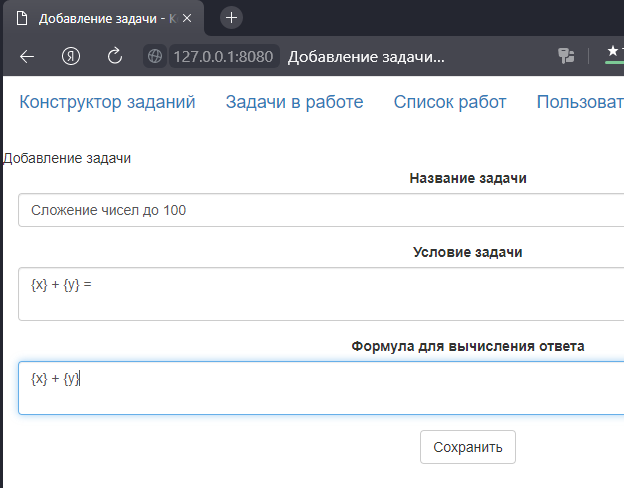 Добавление задачи - К
127.0.0.1:8080 Добавление задачи...
Конструктор заданий Задачи в работе Список работ Пользоват
Добавление задачи
Название задачи
Сложение чисел до 100
Условие задачи
{x} + {y} =
Формула для вычисления ответа
{x} + {y}
Сохранить